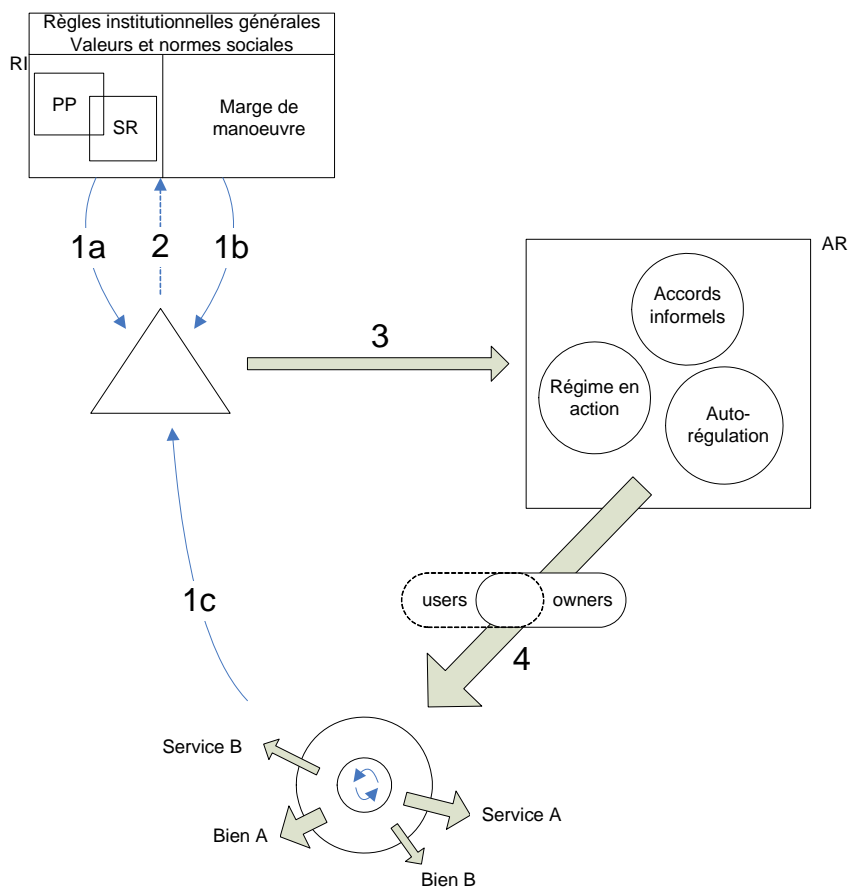 Règles institutionnelles générales
Valeurs et normes sociales
RI
PP
SR
Marge de
manoeuvre
1a
2
1b
AR
Accords
informels
3
Régime en
action
Auto-
régulation
1c
users
owners
4
Service B
Service A
Bien A
Bien B